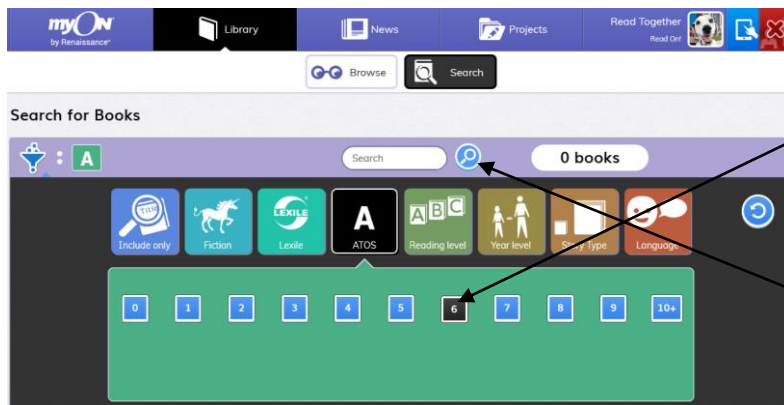 myON
by Renaissance
Library
News
Projects
Read Together
Read Orr
Browse
Search
Search for Books
A
Search
0 books
Title
Include only
Fiction
LEXILE
Lexile
A
ATOS
A B C
Reading level
Year level
Story Type
Language
0
1
2
3
4
5
6
7
8
9
10+